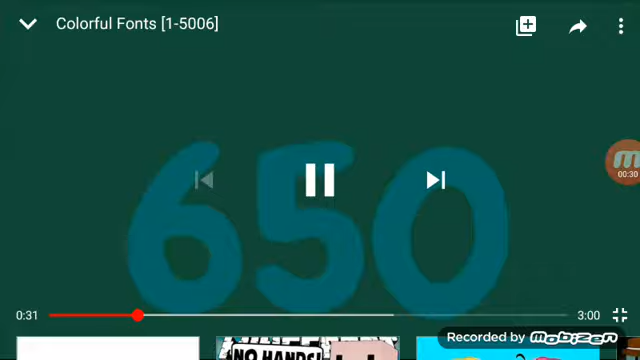 Colorful Fonts [1-5006]
650
00:30
0:31
3:00
Recorded by
mobizen
NO HANDS!